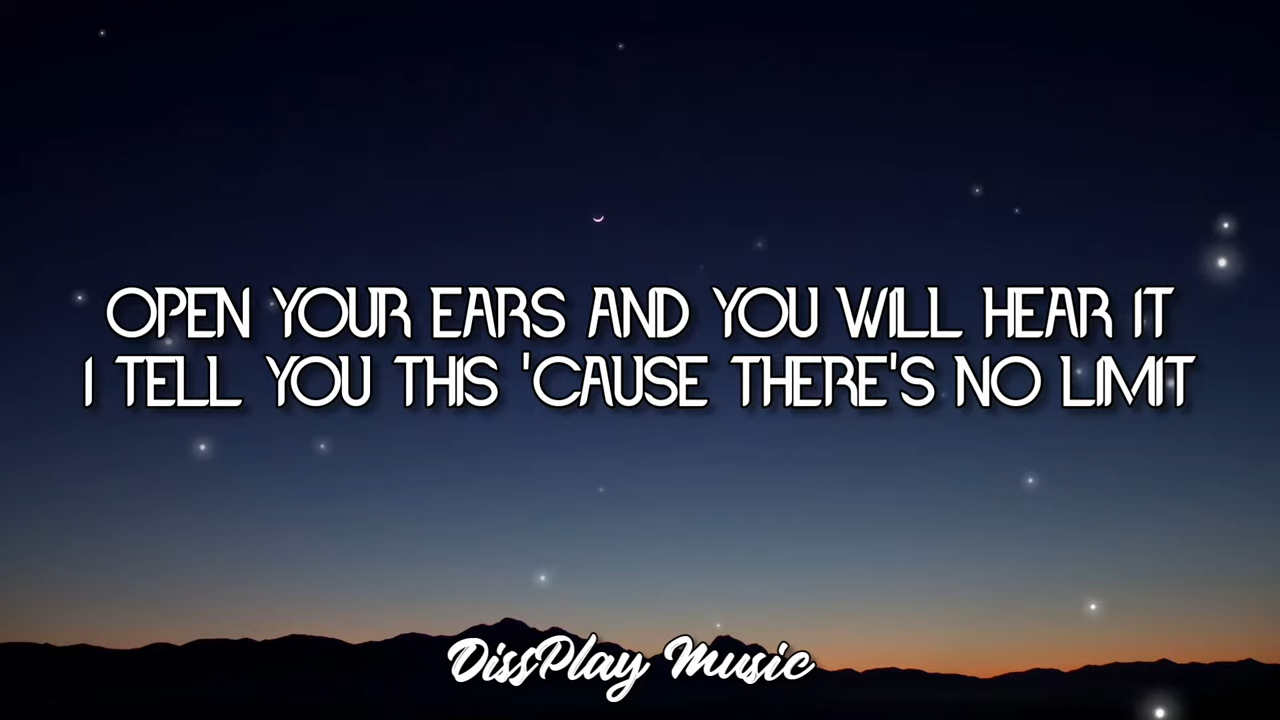 OPEN YOUR EARS AND YOU WILL HEAR IT
I TELL YOU THIS 'CAUSE THERE'S NO LIMIT
DissPlay Music